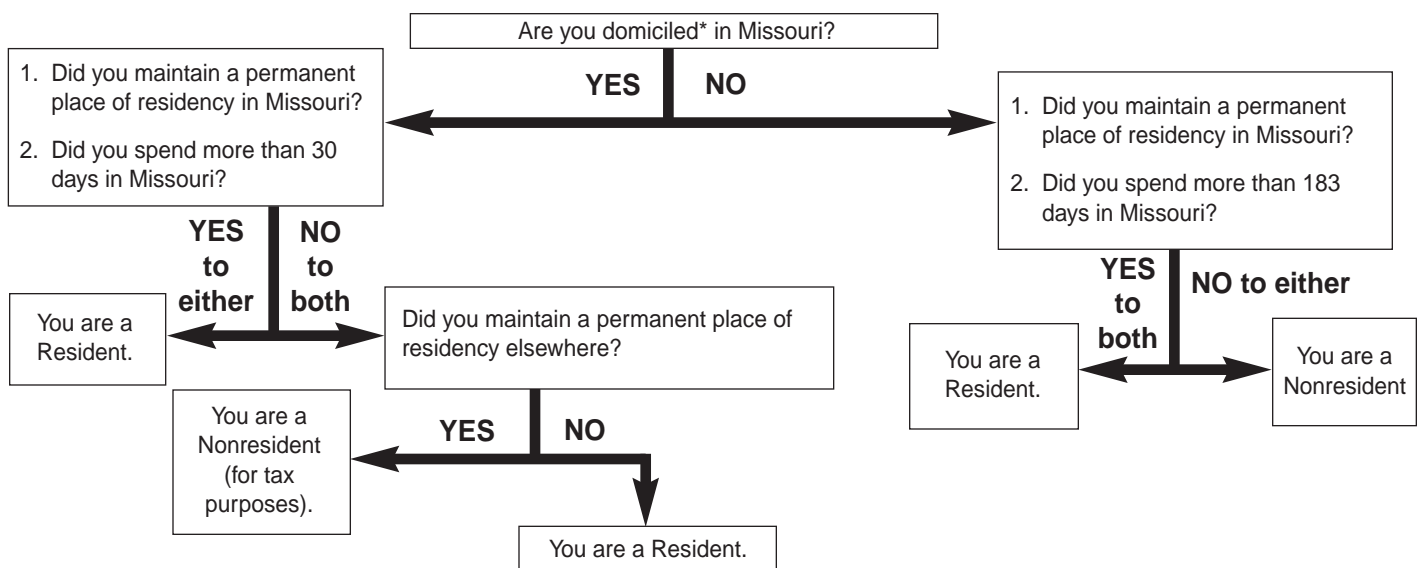 Are you domiciled* in Missouri?
YES
NO
1. Did you maintain a permanent
place of residency in Missouri?
2. Did you spend more than 30
days in Missouri?
1. Did you maintain a permanent
place of residency in Missouri?
2. Did you spend more than 183
days in Missouri?
YES
to
either
NO
to
both
YES
to
both
NO to either
You are a
Resident.
Did you maintain a permanent place of
residency elsewhere?
You are a
Resident.
You are a
Nonresident
You are a
Nonresident
(for tax
purposes).
YES
NO
You are a Resident.